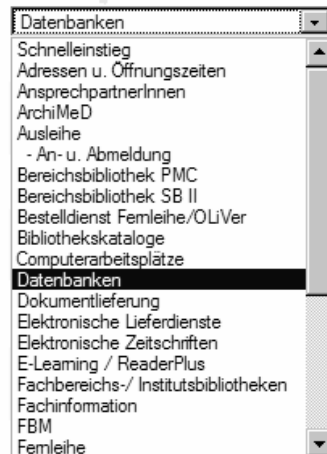 Datenbanken
Schnelleinstieg
Adressen u. Öffnungszeiten
AnsprechpartnerInnen
ArchiMeD
Ausleihe
- An- u. Abmeldung
Bereichsbibliothek PMC
Bereichsbibliothek SB II
Bestelldienst Fernleihe/OLiVer
Bibliothekskataloge
Computerarbeitsplätze
Datenbanken
Dokumentlieferung
Elektronische Lieferdienste
Elektronische Zeitschriften
E-Learning / ReaderPlus
Fachbereichs-/ Institutsbibliotheken
Fachinformation
FBM
Fernleihe